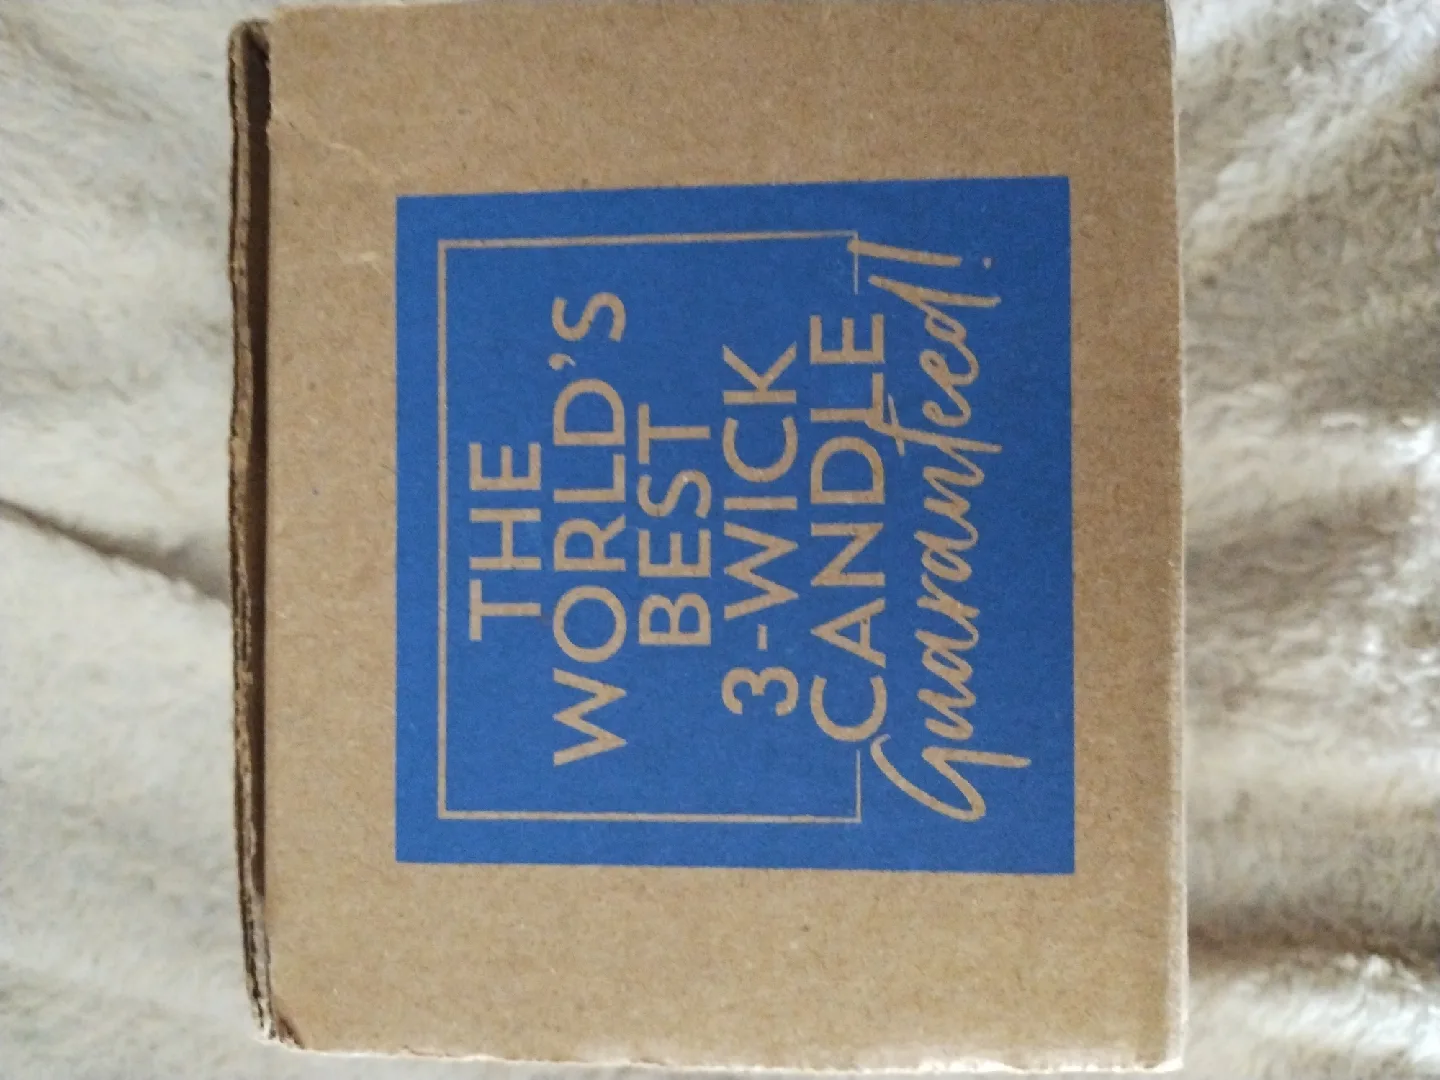 THE
WORLD'S
BEST
3-WICK
CANDLE
Guaranteed!